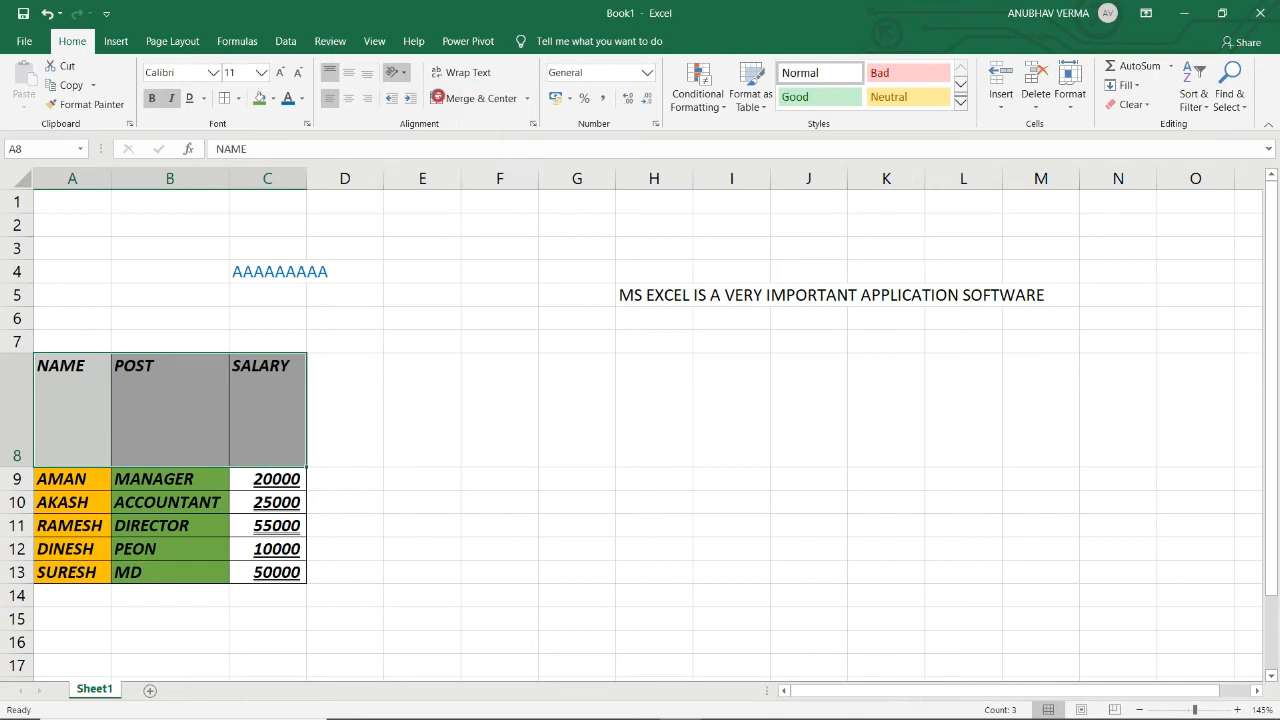 Book1 - Excel
ANUBHAV VERMA AV
File Home Insert Page Layout Formulas Data Review View Help Power Pivot Tell me what you want to do Share
Cut
Copy
Format Painter
Paste
Clipboard
Calibri 11
B I D
Font
ab
Wrap Text
Merge & Center
Alignment
General
% ,
Number
Conditional Formatting
Format as Table
Normal Bad
Good Neutral
Styles
Insert Delete Format
Cells
AutoSum
Fill
Clear
Sort & Filter
Find & Select
Editing
A8 fx NAME
A B C D E F G H I J K L M N O
1
2
3
4 AAAAAAAAA
5 MS EXCEL IS A VERY IMPORTANT APPLICATION SOFTWARE
6
7
8 NAME POST SALARY
9 AMAN MANAGER 20000
10 AKASH ACCOUNTANT 25000
11 RAMESH DIRECTOR 55000
12 DINESH PEON 10000
13 SURESH MD 50000
14
15
16
17
Sheet1
Ready Count: 3 145%